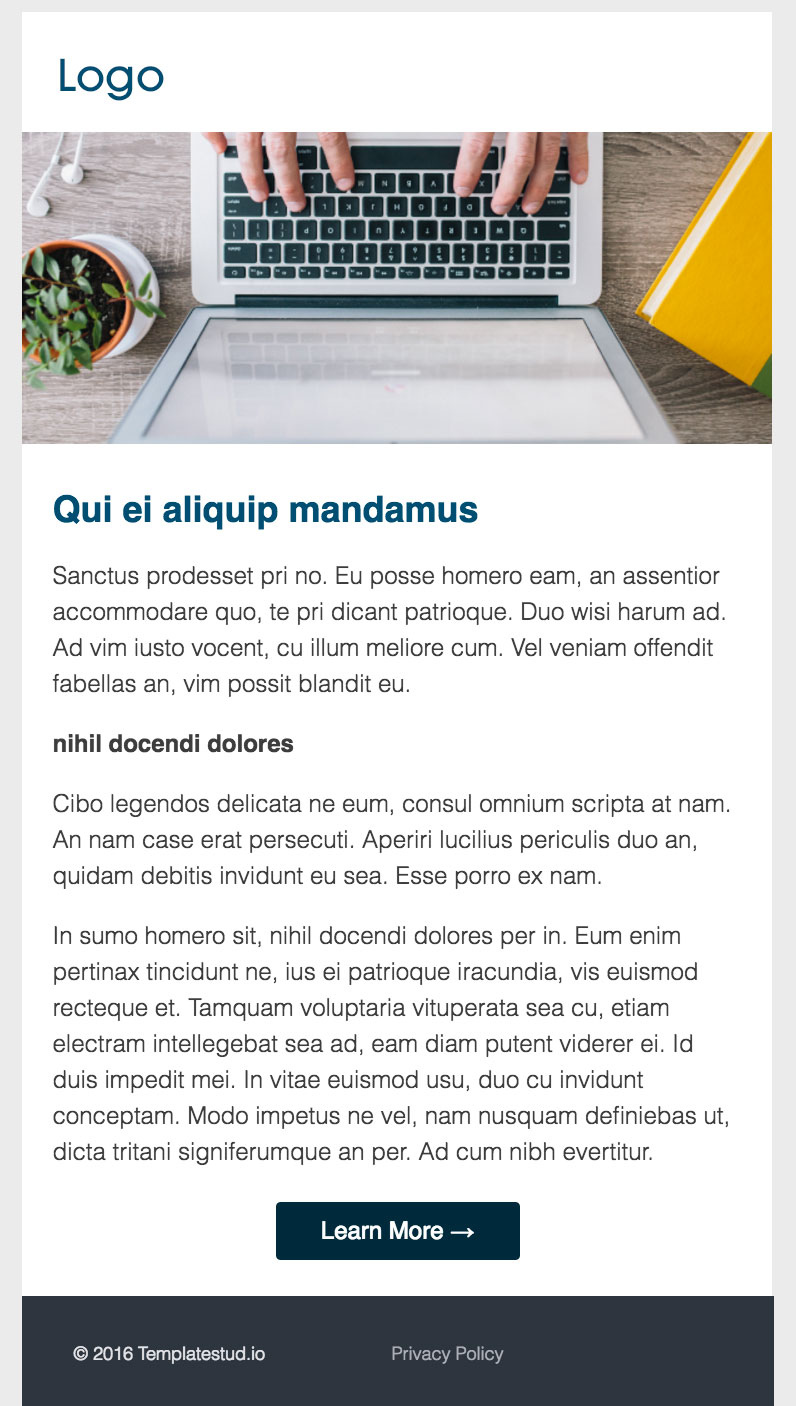 Logo
Qui ei aliquip mandamus
Sanctus prodesset pri no. Eu posse homero eam, an assentior
accommodare quo, te pri dicant patrioque. Duo wisi harum ad.
Ad vim iusto vocent, cu illum meliore cum. Vel veniam offendit
fabellas an, vim possit blandit eu.
nihil docendi dolores
Cibo legendos delicata ne eum, consul omnium scripta at nam.
An nam case erat persecuti. Aperiri lucilius periculis duo an,
quidam debitis invidunt eu sea. Esse porro ex nam.
In sumo homero sit, nihil docendi dolores per in. Eum enim
pertinax tincidunt ne, ius ei patrioque iracundia, vis euismod
recteque et. Tamquam voluptaria vituperata sea cu, etiam
electram intellegebat sea ad, eam diam putent viderer ei. Id
duis impedit mei. In vitae euismod usu, duo cu invidunt
conceptam. Modo impetus ne vel, nam nusquam definiebas ut,
dicta tritani signiferumque an per. Ad cum nibh evertitur.
Learn More →
© 2016 Templatestud.io Privacy Policy